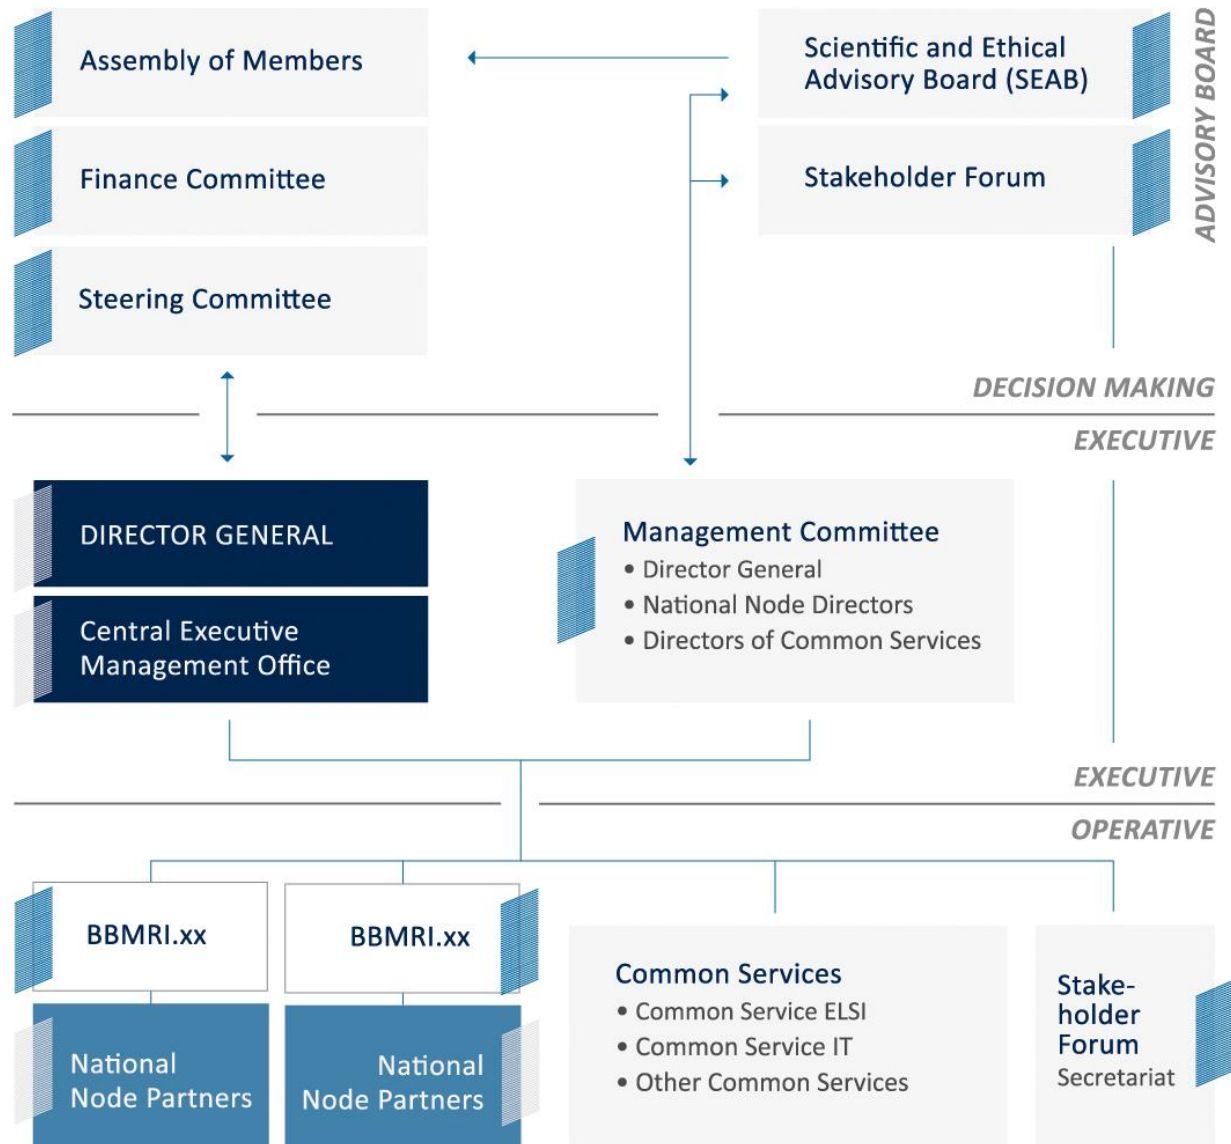 Assembly of Members
Finance Committee
Steering Committee
Scientific and Ethical
Advisory Board (SEAB)
Stakeholder Forum
ADVISORY BOARD
DECISION MAKING
EXECUTIVE
DIRECTOR GENERAL
Central Executive
Management Office
Management Committee
• Director General
• National Node Directors
• Directors of Common Services
EXECUTIVE
OPERATIVE
BBMRI.xx
National
Node Partners
BBMRI.xx
National
Node Partners
Common Services
• Common Service ELSI
• Common Service IT
• Other Common Services
Stake-
holder
Forum
Secretariat